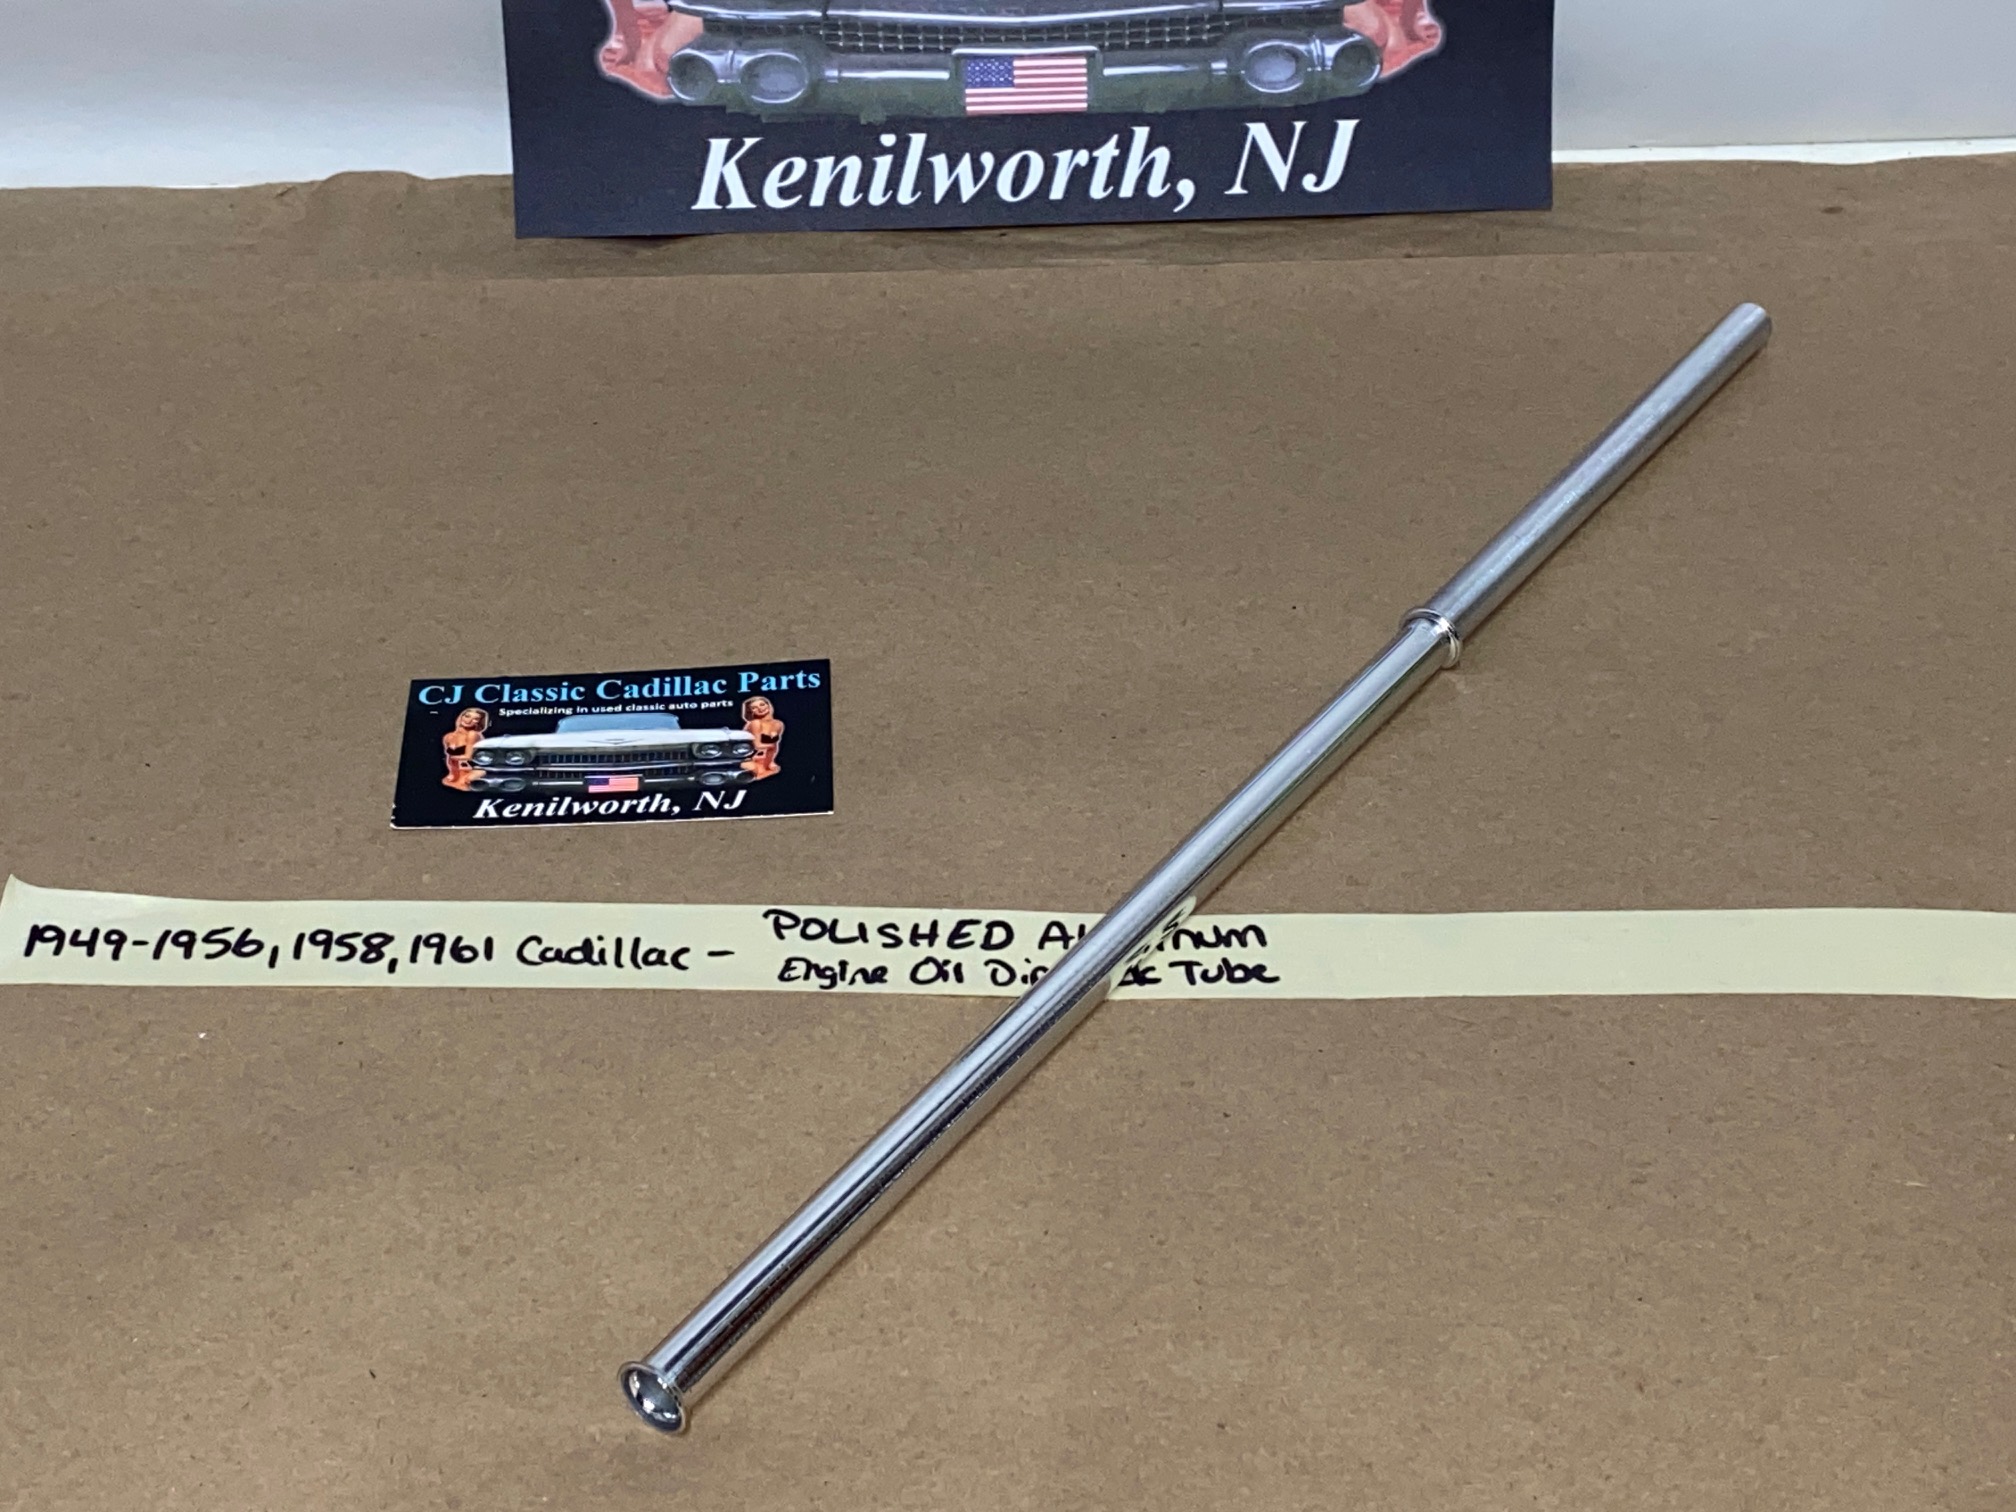 Kenilworth, NJ
CJ Classic Cadillac Parts
Specializing in used classic auto parts
Kenilworth, NJ
1949-1956, 1958, 1961 Cadillac -
POLISHED
Engine Oil Tube